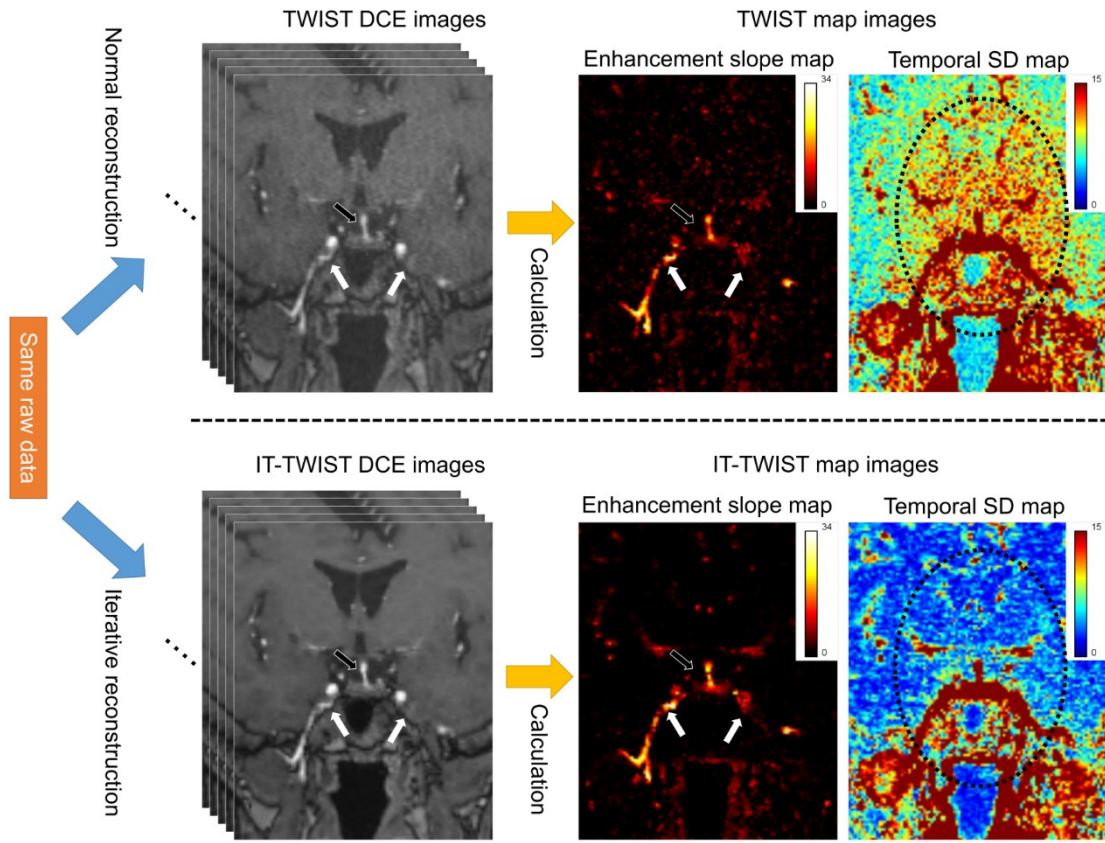 TWIST DCE images
TWIST map images
Normal reconstruction
Enhancement slope map
Temporal SD map
34
0
15
0
Calculation
Same raw data
IT-TWIST DCE images
IT-TWIST map images
Iterative reconstruction
Enhancement slope map
Temporal SD map
34
0
15
0
Calculation